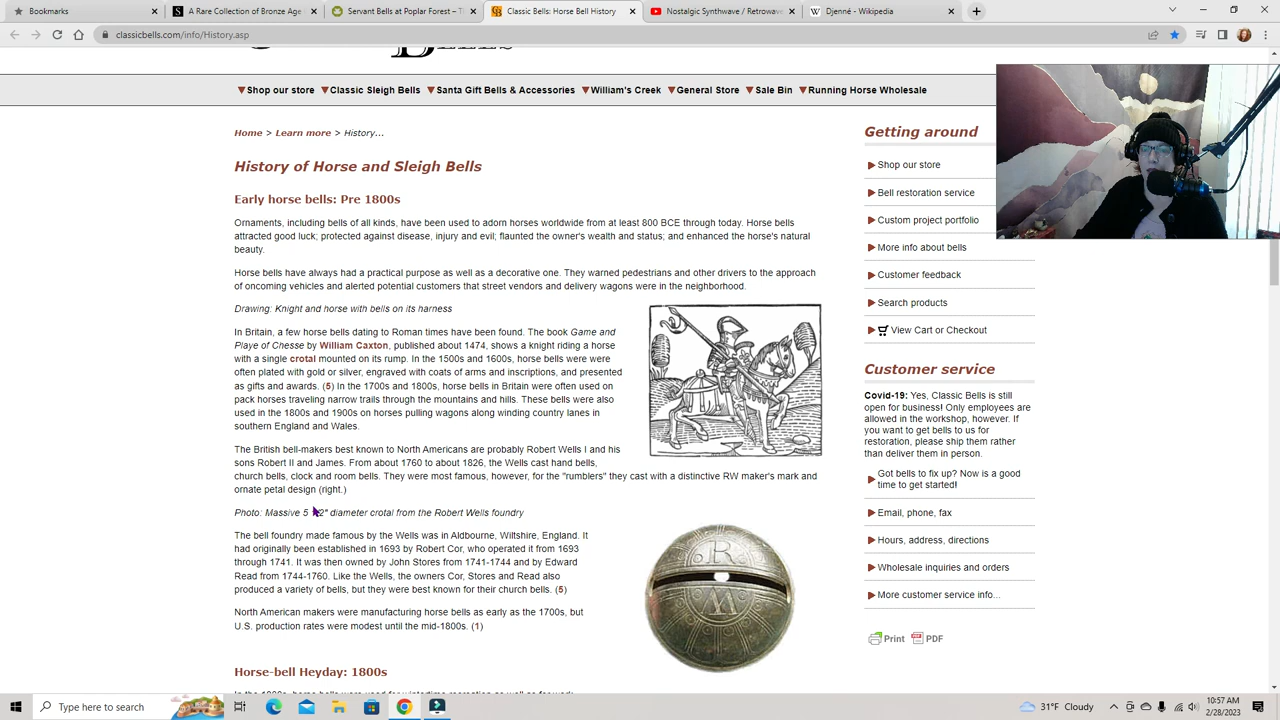 Bookmarks
A Rare Collection of Bronze Age
Servant Bells at Poplar Forest – T
Classic Bells: Horse Bell History
Nostalgic Synthwave / Retrowav
Djenné - Wikipedia
classicbells.com/info/History.asp
Shop our store Classic Sleigh Bells Santa Gift Bells & Accessories William's Creek General Store Sale Bin Running Horse Wholesale
Home > Learn more > History...
History of Horse and Sleigh Bells
Early horse bells: Pre 1800s
Ornaments, including bells of all kinds, have been used to adorn horses worldwide from at least 800 BCE through today. Horse bells
attracted good luck; protected against disease, injury and evil; flaunted the owner's wealth and status; and enhanced the horse's natural
beauty.
Horse bells have always had a practical purpose as well as a decorative one. They warned pedestrians and other drivers to the approach
of oncoming vehicles and alerted potential customers that street vendors and delivery wagons were in the neighborhood.
Drawing: Knight and horse with bells on its harness
In Britain, a few horse bells dating to Roman times have been found. The book Game and
Playe of Chesse by William Caxton, published about 1474, shows a knight riding a horse
with a single crotal mounted on its rump. In the 1500s and 1600s, horse bells were were
often plated with gold or silver, engraved with coats of arms and inscriptions, and presented
as gifts and awards. (5) In the 1700s and 1800s, horse bells in Britain were often used on
pack horses traveling narrow trails through the mountains and hills. These bells were also
used in the 1800s and 1900s on horses pulling wagons along winding country lanes in
southern England and Wales.
The British bell-makers best known to North Americans are probably Robert Wells I and his
sons Robert II and James. From about 1760 to about 1826, the Wells cast hand bells,
church bells, clock and room bells. They were most famous, however, for the "rumblers" they cast with a distinctive RW maker's mark and
ornate petal design (right.)
Photo: Massive 5 2" diameter crotal from the Robert Wells foundry
The bell foundry made famous by the Wells was in Aldbourne, Wiltshire, England. It
had originally been established in 1693 by Robert Cor, who operated it from 1693
through 1741. It was then owned by John Stores from 1741-1744 and by Edward
Read from 1744-1760. Like the Wells, the owners Cor, Stores and Read also
produced a variety of bells, but they were best known for their church bells. (5)
North American makers were manufacturing horse bells as early as the 1700s, but
U.S. production rates were modest until the mid-1800s. (1)
R
W
Horse-bell Heyday: 1800s
Getting around
Shop our store
Bell restoration service
Custom project portfolio
More info about bells
Customer feedback
Search products
View Cart or Checkout
Customer service
Covid-19: Yes, Classic Bells is still
open for business! Only employees are
allowed in the workshop, however. If
you want to get bells to us for
restoration, please ship them rather
than deliver them in person.
Got bells to fix up? Now is a good
time to get started!
Email, phone, fax
Hours, address, directions
Wholesale inquiries and orders
More customer service info...
Print PDF
Type here to search
31°F Cloudy
10:57 AM
2/28/2023